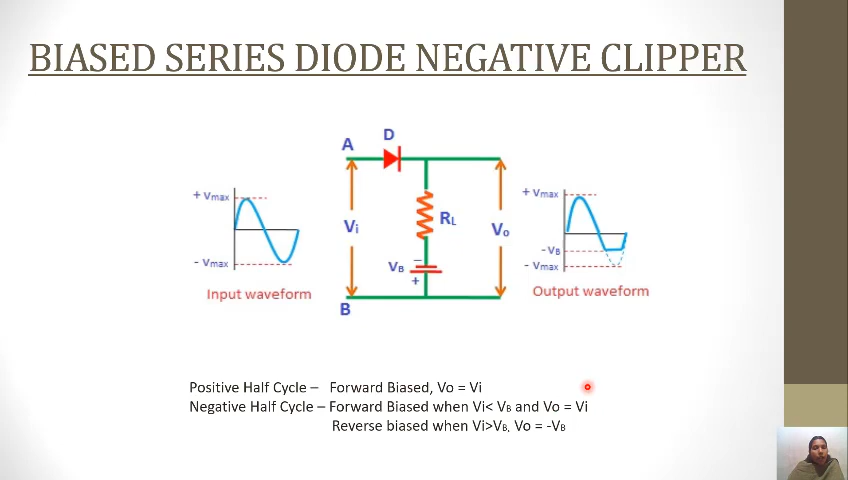 BIASED SERIES DIODE NEGATIVE CLIPPER
A
D
+ Vmax
Vi
- Vmax
Input waveform
RL
VB
−
+
Vo
B
+ Vmax
- VB
- Vmax
Output waveform
Positive Half Cycle – Forward Biased, Vo = Vi
Negative Half Cycle – Forward Biased when Vi< VB and Vo = Vi
Reverse biased when Vi>VB, Vo = -VB